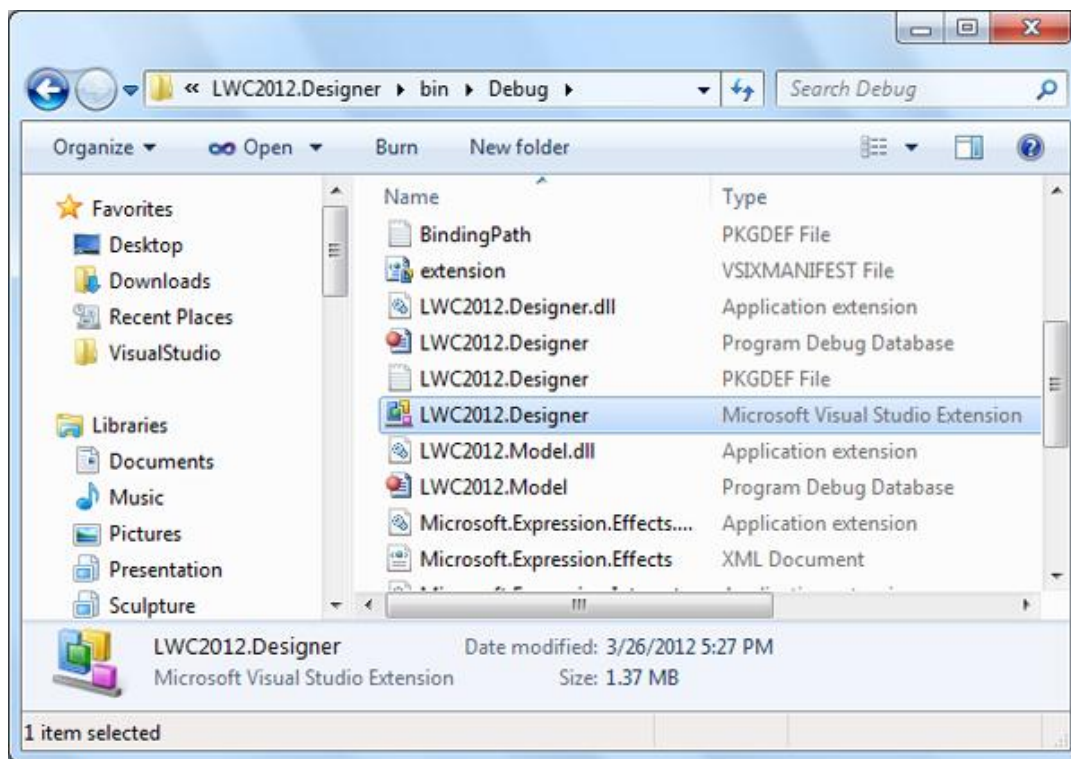 « LWC2012.Designer ▸ bin ▸ Debug ▸ Search Debug
Organize Open Burn New folder
Favorites
Desktop
Downloads
Recent Places
VisualStudio
Libraries
Documents
Music
Pictures
Presentation
Sculpture
Name Type
BindingPath PKGDEF File
extension VSIXMANIFEST File
LWC2012.Designer.dll Application extension
LWC2012.Designer Program Debug Database
LWC2012.Designer PKGDEF File
LWC2012.Designer Microsoft Visual Studio Extension
LWC2012.Model.dll Application extension
LWC2012.Model Program Debug Database
Microsoft.Expression.Effects.... Application extension
Microsoft.Expression.Effects XML Document
LWC2012.Designer Date modified: 3/26/2012 5:27 PM
Microsoft Visual Studio Extension Size: 1.37 MB
1 item selected